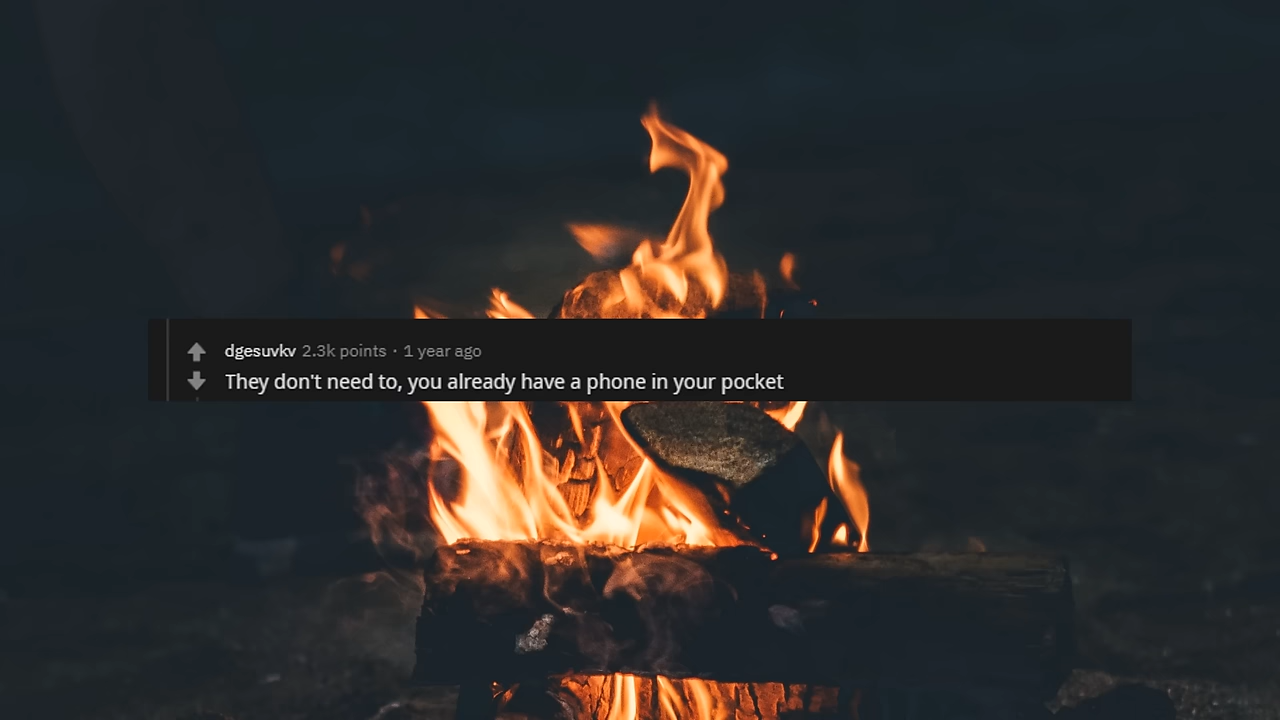 dgesuvkv 2.3k points · 1 year ago
They don't need to, you already have a phone in your pocket